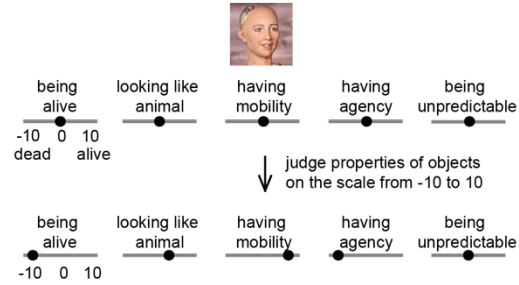 being looking like having having being
alive animal mobility agency unpredictable
-10 0 10
dead alive
judge properties of objects
on the scale from -10 to 10
being looking like having having being
alive animal mobility agency unpredictable
-10 0 10